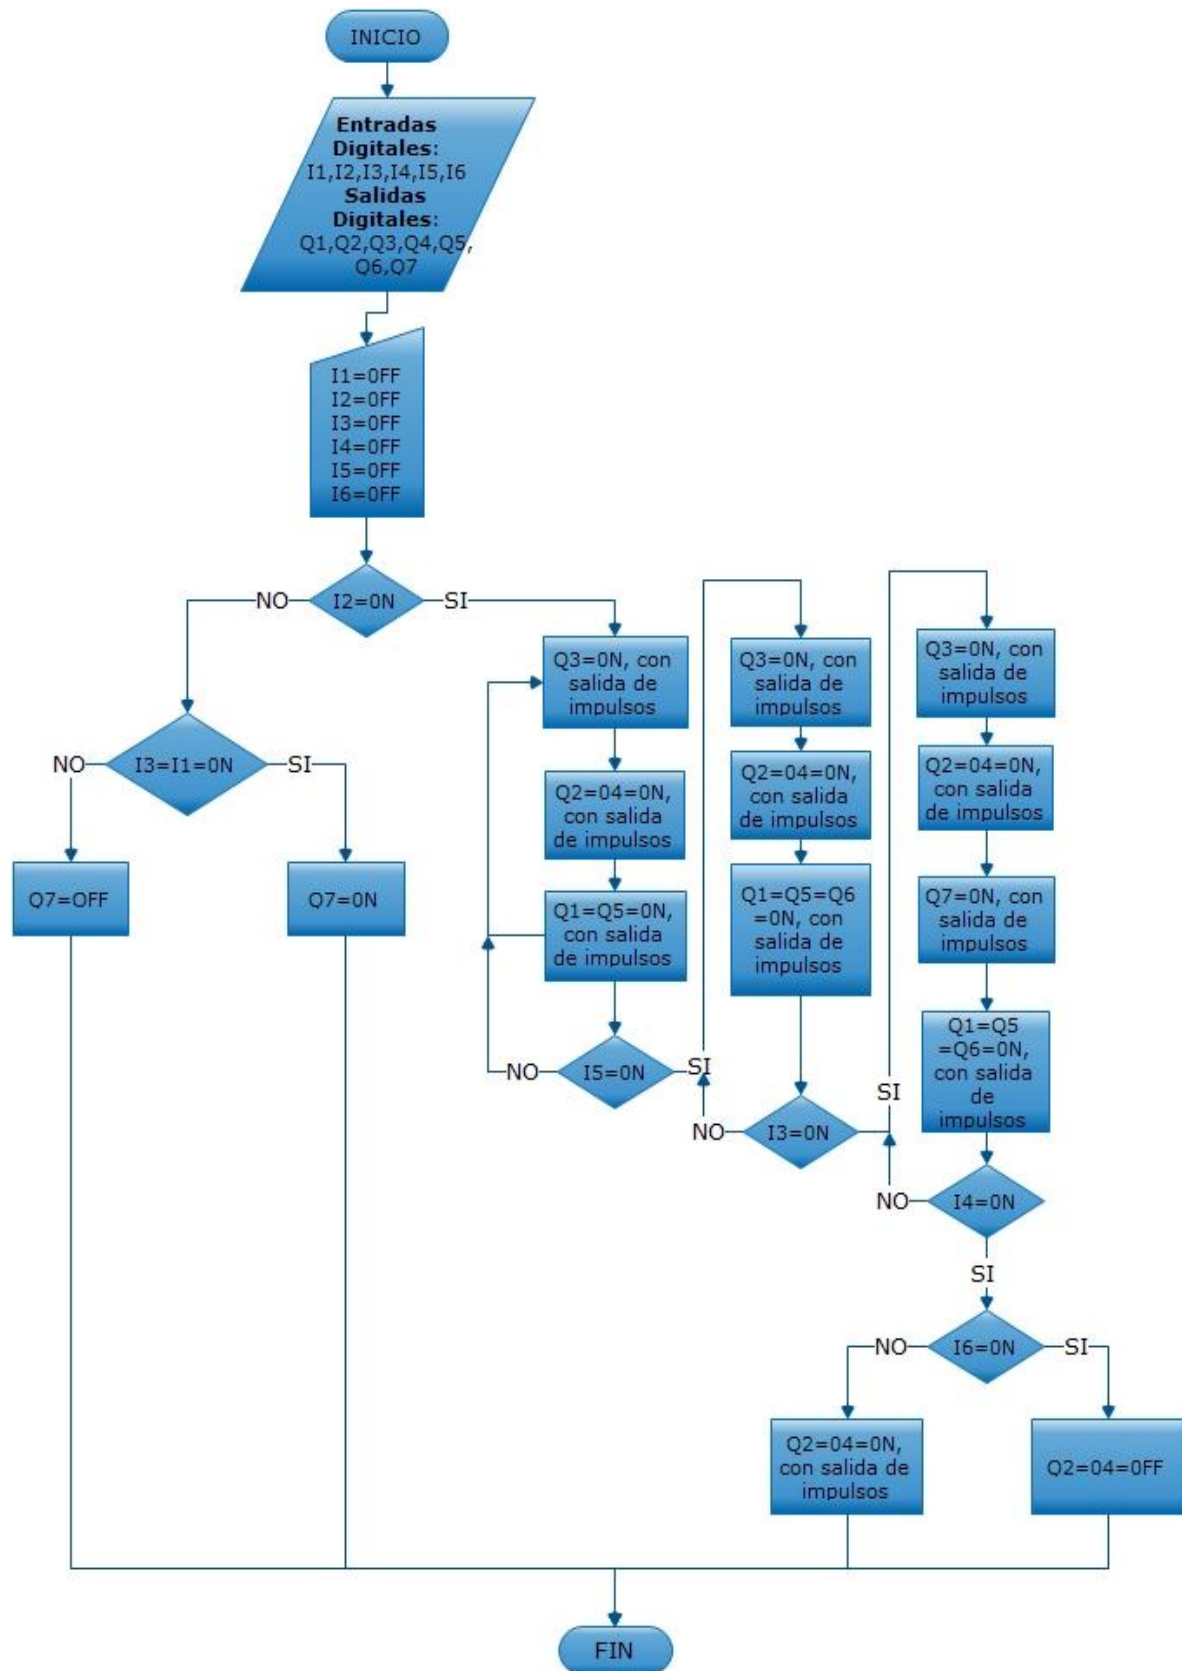 INICIO
Entradas
Digitales:
I1,I2,I3,I4,I5,I6
Salidas
Digitales:
Q1,Q2,Q3,Q4,Q5,
Q6,Q7
I1=0FF
I2=0FF
I3=0FF
I4=0FF
I5=0FF
I6=0FF
I2=0N
NO
SI
I3=I1=0N
NO
SI
Q7=OFF
Q7=0N
Q3=0N, con
salida de
impulsos
Q2=04=0N,
con salida
de impulsos
Q1=Q5=0N,
con salida
de impulsos
I5=0N
NO
SI
Q3=0N, con
salida de
impulsos
Q2=04=0N,
con salida
de impulsos
Q1=Q5=Q6
=0N, con
salida de
impulsos
I3=0N
NO
SI
Q3=0N, con
salida de
impulsos
Q2=04=0N,
con salida
de impulsos
Q7=0N, con
salida de
impulsos
Q1=Q5
=Q6=0N,
con salida
de
impulsos
I4=0N
NO
SI
I6=0N
NO
SI
Q2=04=0N,
con salida de
impulsos
Q2=04=0FF
FIN